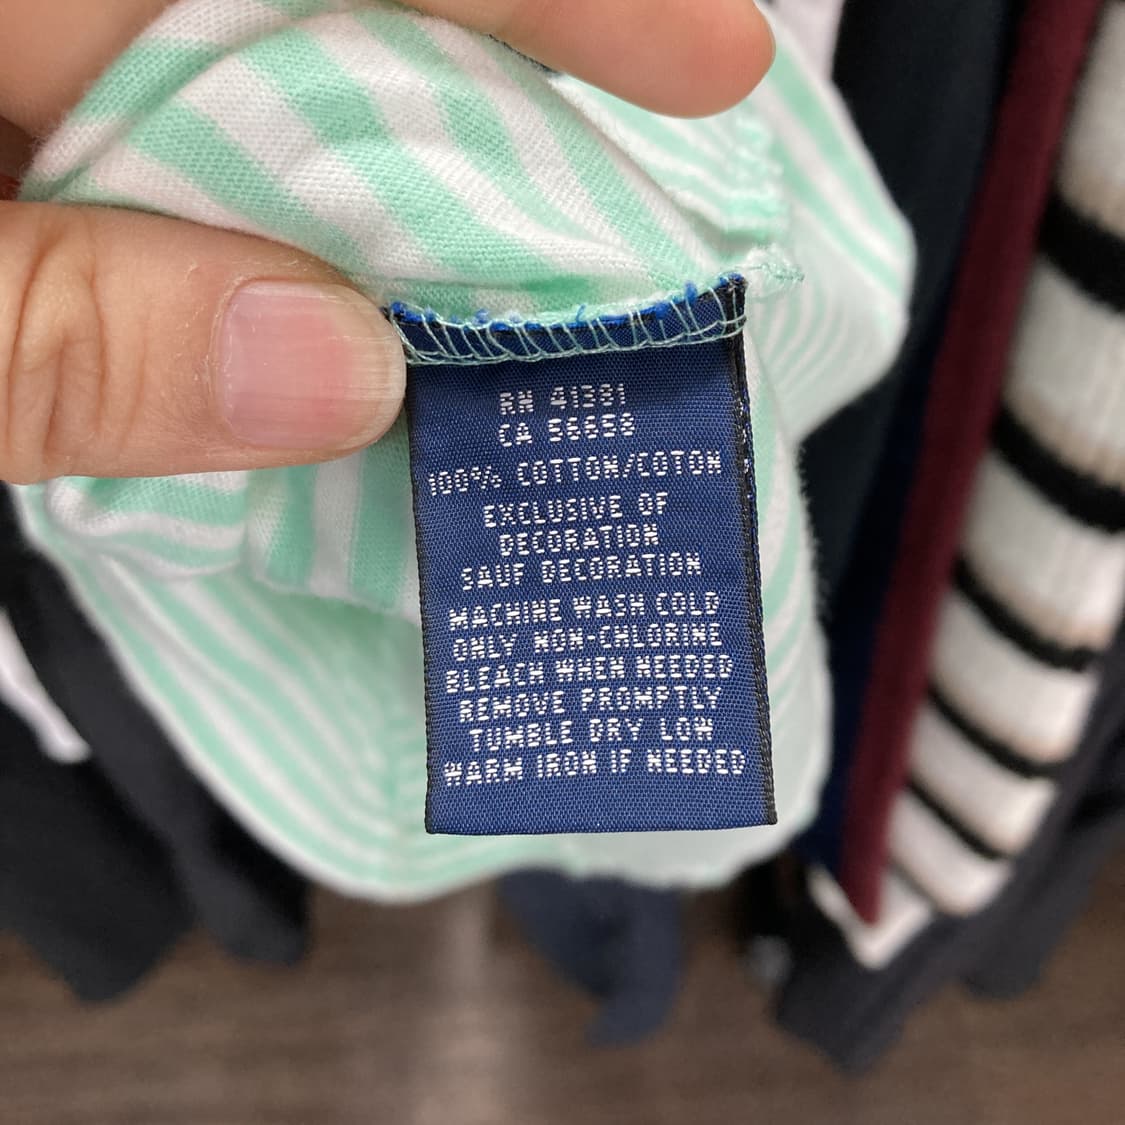 RN 41381
CA 56658
100% COTTON/COTON
EXCLUSIVE OF
DECORATION
SAUF DECORATION
MACHINE WASH COLD
ONLY NON-CHLORINE
BLEACH WHEN NEEDED
REMOVE PROMPTLY
TUMBLE DRY LOW
WARM IRON IF NEEDED